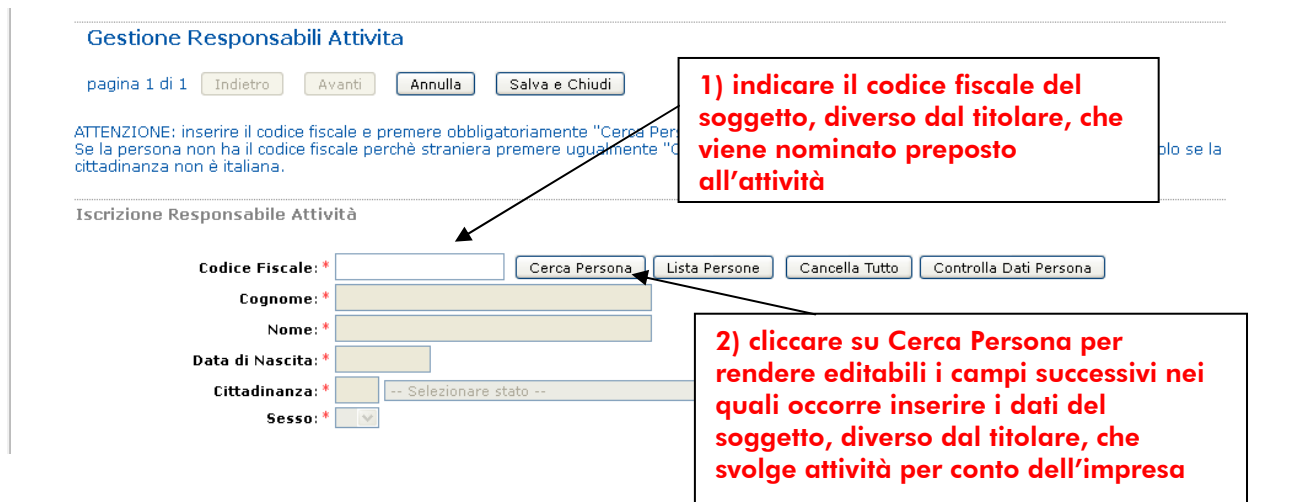 Gestione Responsabili Attivita
pagina 1 di 1 Indietro Avanti Annulla Salva e Chiudi
1) indicare il codice fiscale del
soggetto, diverso dal titolare, che
viene nominato preposto
all’attività
ATTENZIONE: inserire il codice fiscale e premere obbligatoriamente "Cerca Pers
Se la persona non ha il codice fiscale perchè straniera premere ugualmente "C olo se la
cittadinanza non è italiana.
Iscrizione Responsabile Attività
Codice Fiscale: * Cerca Persona Lista Persone Cancella Tutto Controlla Dati Persona
Cognome: *
Nome: *
Data di Nascita: *
Cittadinanza: * -- Selezionare stato --
Sesso: *
2) cliccare su Cerca Persona per
rendere editabili i campi successivi nei
quali occorre inserire i dati del
soggetto, diverso dal titolare, che
svolge attività per conto dell’impresa